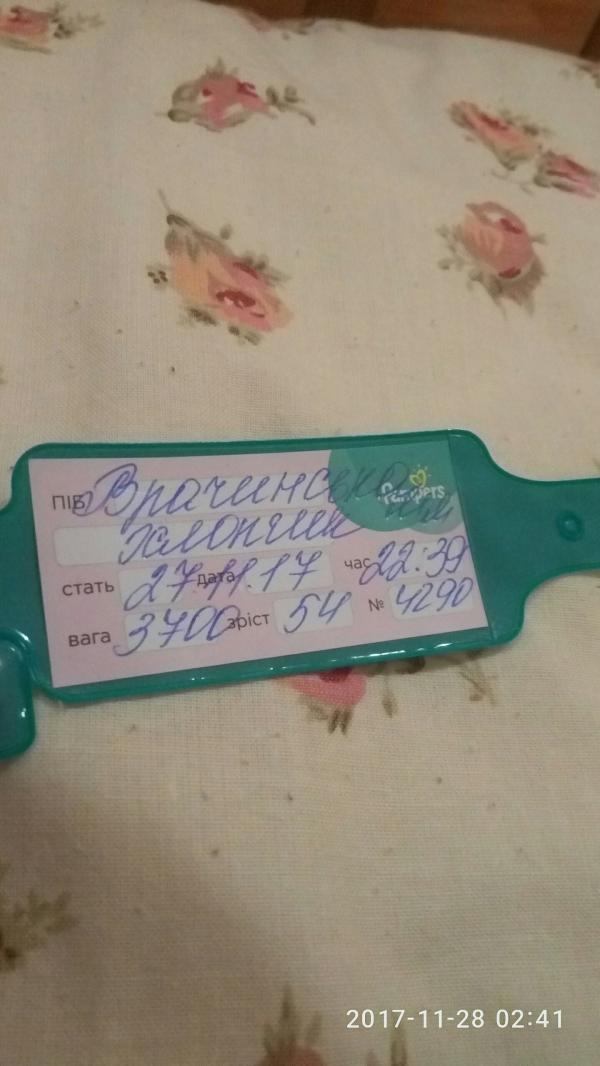 ПІБ Врачинська Pampers
хлопчик
стать дата 27.11.17 час 22:39
вага 3700 зріст 54 № 4290
2017-11-28 02:41